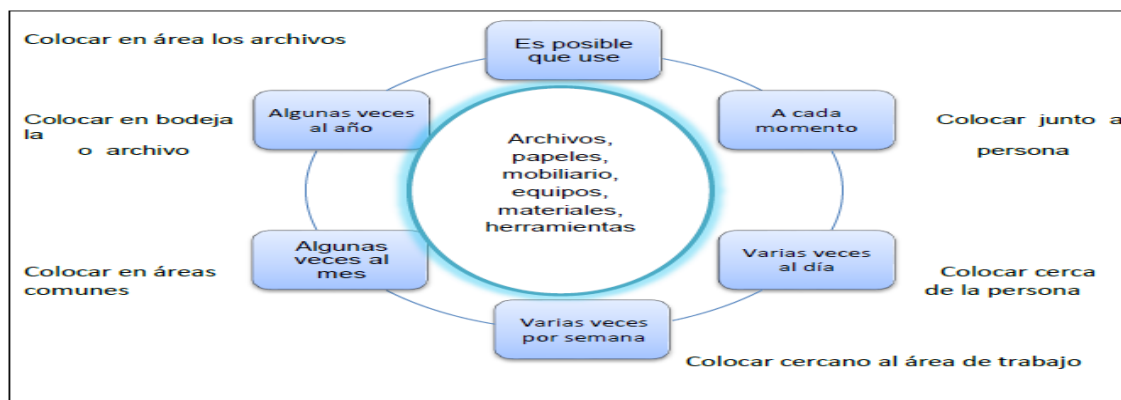 Colocar en área los archivos
Es posible
que use
Algunas veces
al año
A cada
momento
Colocar en bodeja
la
o archivo
Colocar junto a
persona
Archivos,
papeles,
mobiliario,
equipos,
materiales,
herramientas
Algunas
veces al
mes
Varias veces
al día
Colocar en áreas
comunes
Colocar cerca
de la persona
Varias veces
por semana
Colocar cercano al área de trabajo